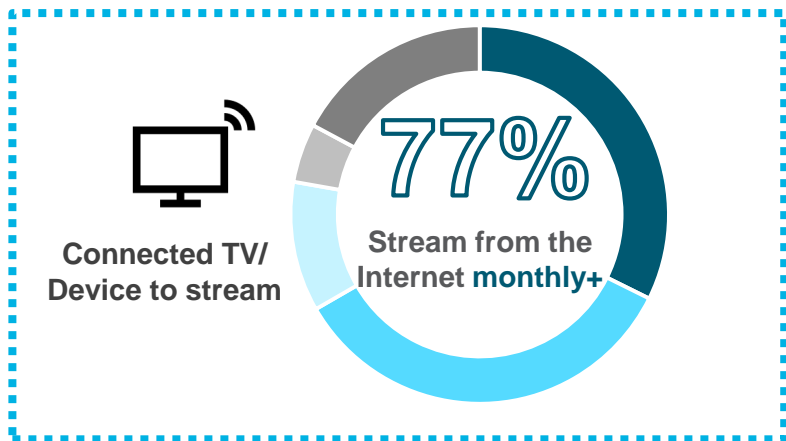 77%
Stream from the
Internet monthly+
Connected TV/
Device to stream